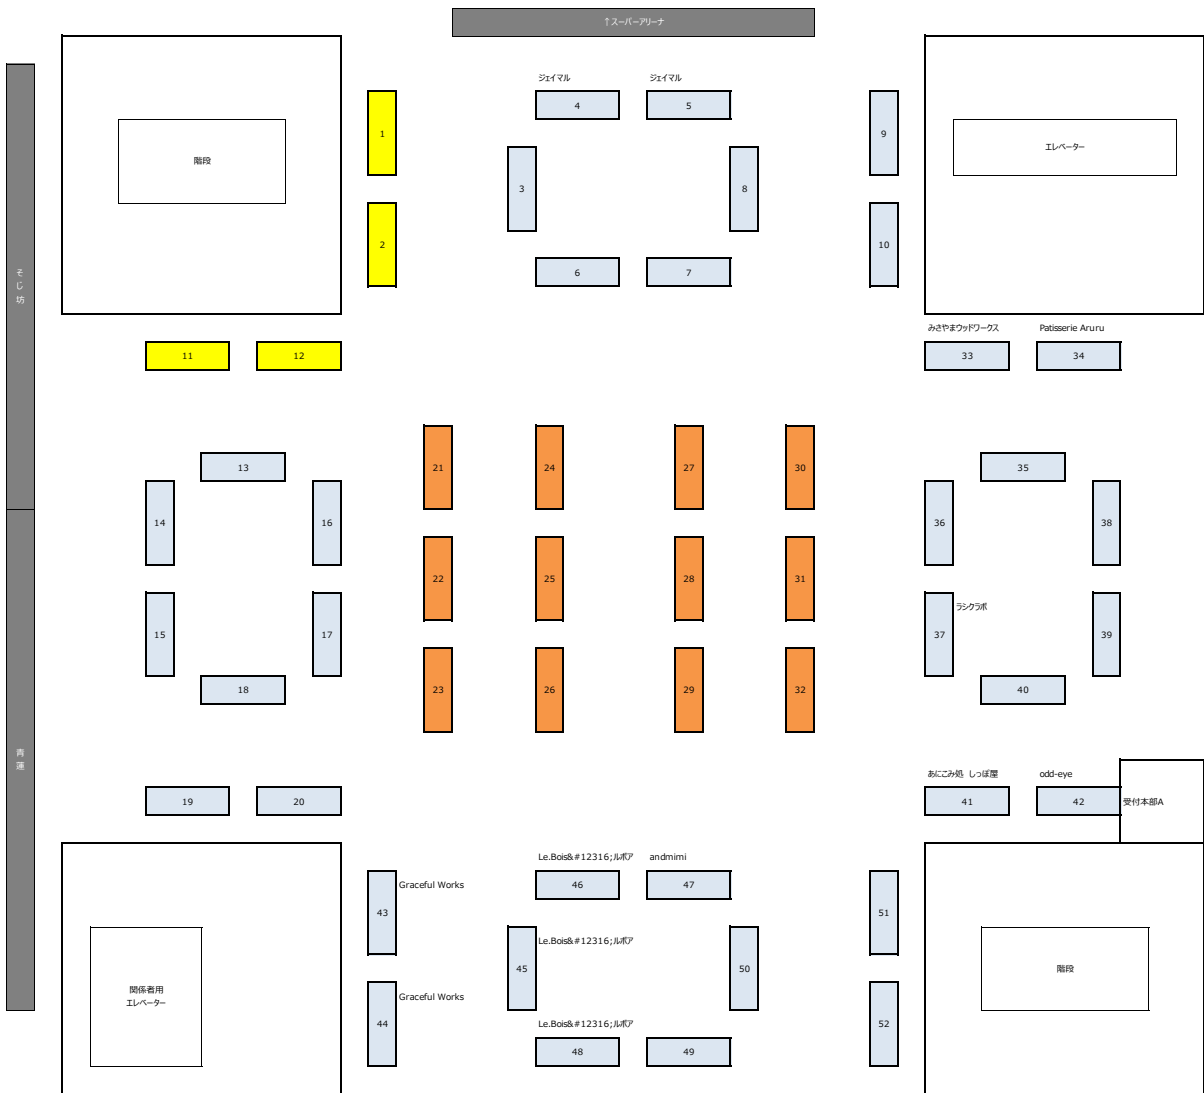 ↑スーパーアリーナ
ジェイマル
ジェイマル
4
5
1
9
階段
エレベーター
3
8
2
10
6
7
そじ坊
みさやまウッドワークス
Patisserie Aruru
11
12
33
34
21
24
27
30
13
35
14
16
36
38
22
25
28
31
ラシクラボ
15
17
37
39
23
26
29
32
18
40
青蓮
あにこみ処 しっぽ屋
odd-eye
19
20
41
42
受付本部A
Le.Bois&#12316;ルボア
andmimi
46
47
43
Graceful Works
51
Le.Bois&#12316;ルボア
45
50
階段
関係者用
エレベーター
Graceful Works
44
52
Le.Bois&#12316;ルボア
48
49